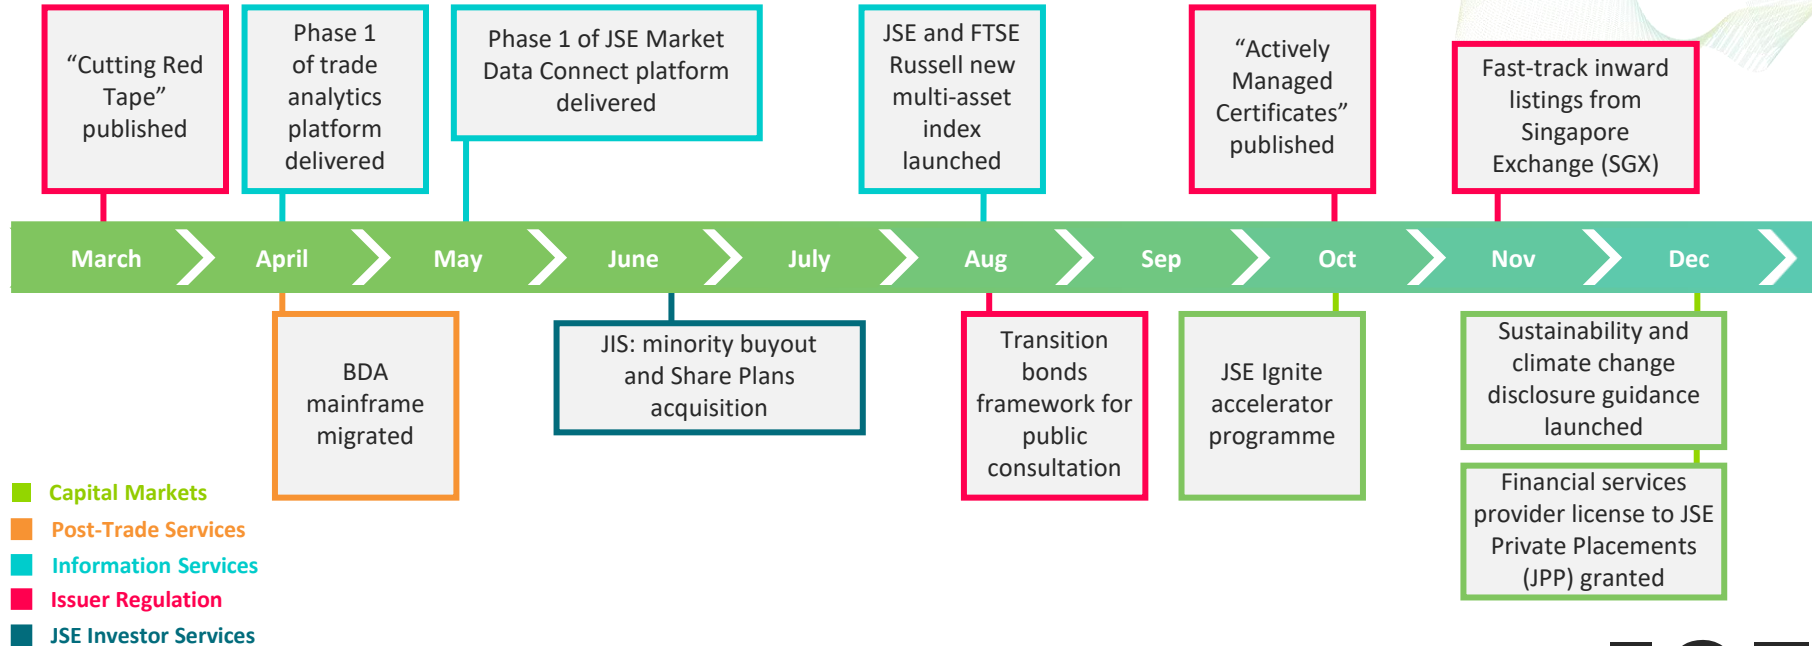 “Cutting Red
Tape”
published
Phase 1
of trade
analytics
platform
delivered
Phase 1 of JSE Market
Data Connect platform
delivered
JSE and FTSE
Russell new
multi-asset
index
launched
“Actively
Managed
Certificates”
published
Fast-track inward
listings from
Singapore
Exchange (SGX)
March
April
May
June
July
Aug
Sep
Oct
Nov
Dec
BDA
mainframe
migrated
JIS: minority buyout
and Share Plans
acquisition
Transition
bonds
framework for
public
consultation
JSE Ignite
accelerator
programme
Sustainability and
climate change
disclosure guidance
launched
Financial services
provider license to JSE
Private Placements
(JPP) granted
Capital Markets
Post-Trade Services
Information Services
Issuer Regulation
JSE Investor Services